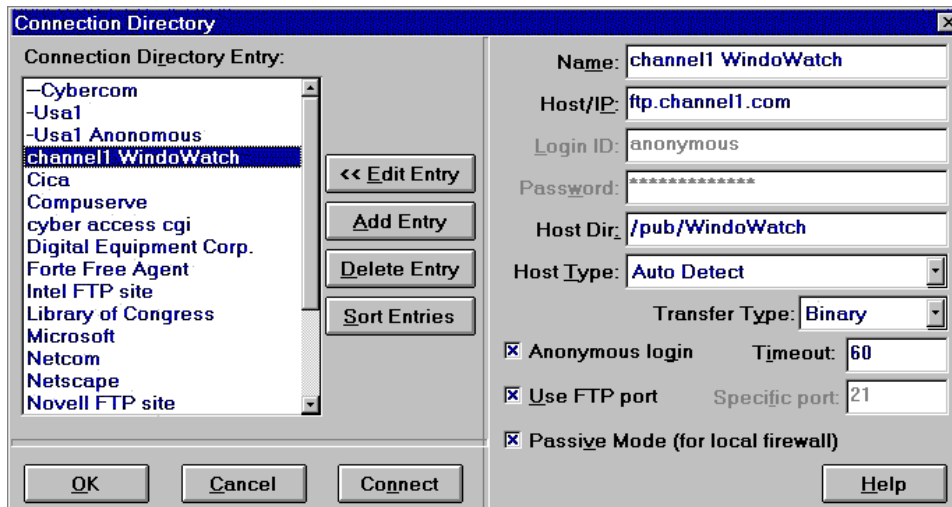 Connection Directory
Connection Directory Entry:
--Cybercom
-Usa1
-Usa1 Anonomous
channel1 WindoWatch
Cica
Compuserve
cyber access cgi
Digital Equipment Corp.
Forte Free Agent
Intel FTP site
Library of Congress
Microsoft
Netcom
Netscape
Novell FTP site
<< Edit Entry
Add Entry
Delete Entry
Sort Entries
OK
Cancel
Connect
Name: channel1 WindoWatch
Host/IP: ftp.channel1.com
Login ID: anonymous
Password: *************
Host Dir: /pub/WindoWatch
Host Type: Auto Detect
Transfer Type: Binary
Anonymous login Timeout: 60
Use FTP port Specific port: 21
Passive Mode (for local firewall)
Help